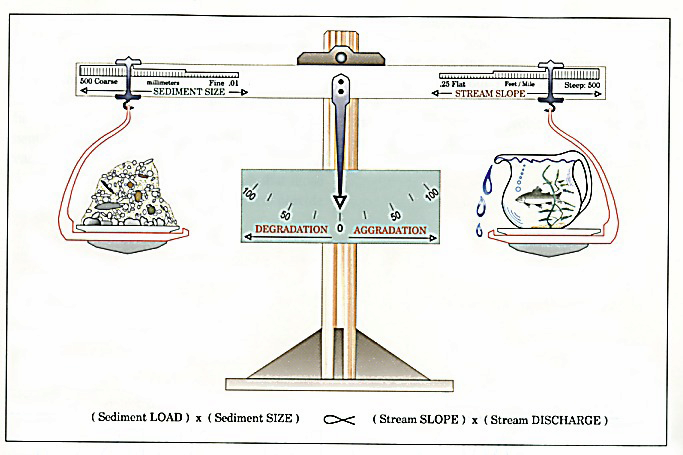 500 Coarse millimeters Fine .01
SEDIMENT SIZE
.25 Flat Feet/Mile Steep: 500
STREAM SLOPE
100 50 0 50 100
DEGRADATION AGGRADATION
( Sediment LOAD ) x ( Sediment SIZE ) ( Stream SLOPE ) x ( Stream DISCHARGE )